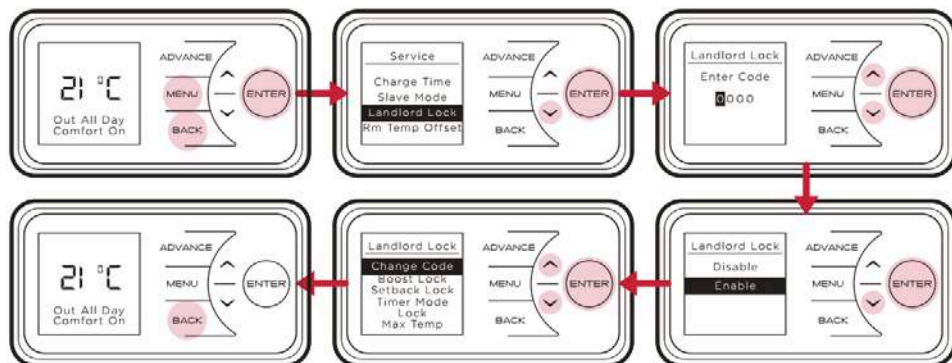 21 °C
Out All Day
Comfort On
ADVANCE
MENU
BACK
ENTER
Service
Charge Time
Slave Mode
Landlord Lock
Rm Temp Offset
ADVANCE
MENU
BACK
ENTER
Landlord Lock
Enter Code
0000
ADVANCE
MENU
BACK
ENTER
21 °C
Out All Day
Comfort On
ADVANCE
MENU
BACK
ENTER
Landlord Lock
Change Code
Boost Lock
Setback Lock
Timer Mode
Lock
Max Temp
ADVANCE
MENU
BACK
ENTER
Landlord Lock
Disable
Enable
ADVANCE
MENU
BACK
ENTER